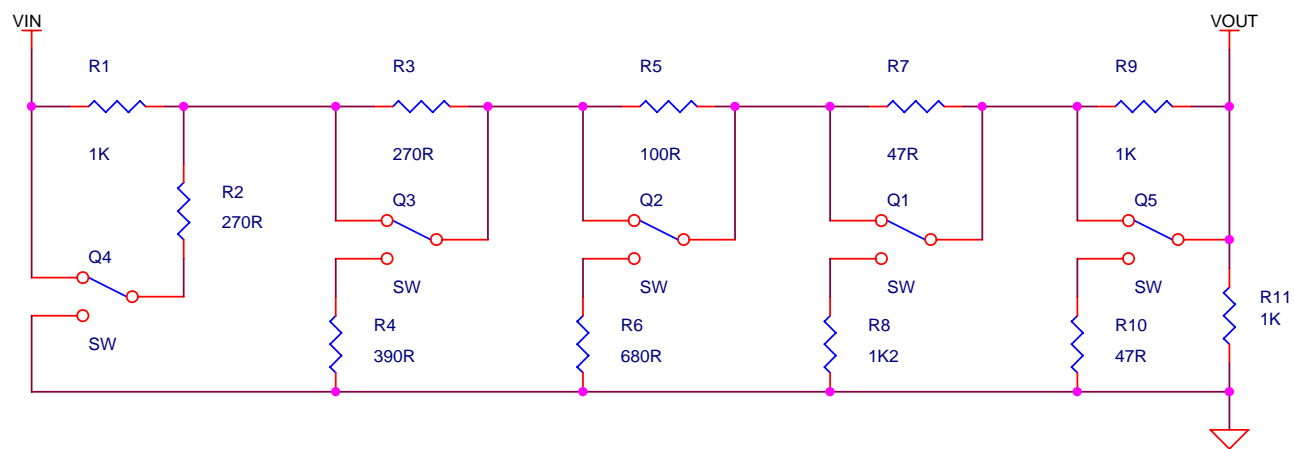 VIN
VOUT
R1
R3
R5
R7
R9
1K
270R
100R
47R
1K
R2
270R
Q3
Q2
Q1
Q5
Q4
SW
SW
SW
SW
SW
R4
390R
R6
680R
R8
1K2
R10
47R
R11
1K